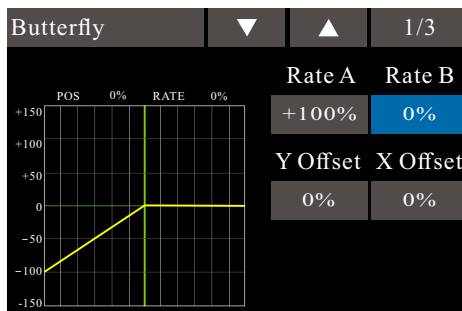 Butterfly ▼ ▲ 1/3
Rate A Rate B
POS 0% RATE 0%
+150
+100% 0%
+100
Y Offset X Offset
+50
0% 0%
0
−50
−100
-150